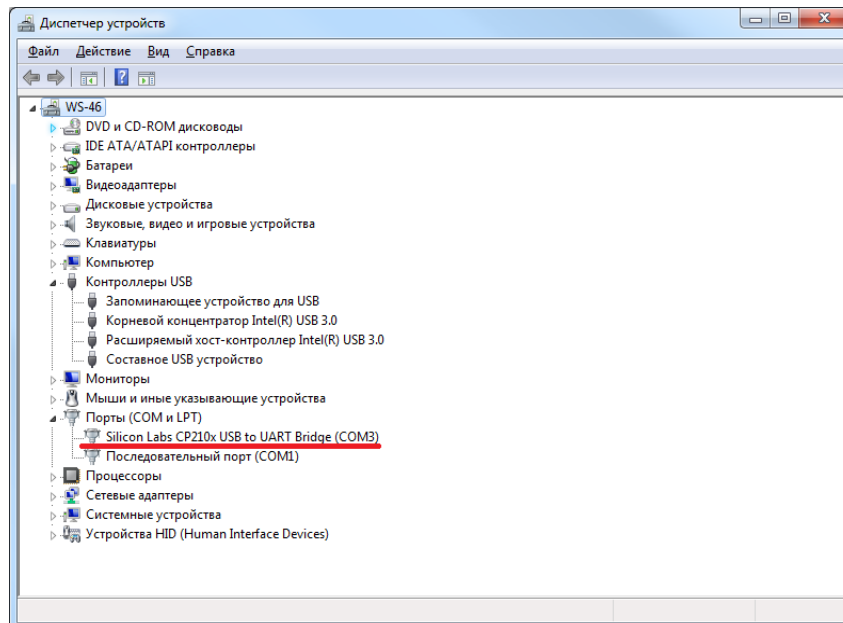 Диспетчер устройств
Файл Действие Вид Справка
WS-46
DVD и CD-ROM дисководы
IDE ATA/ATAPI контроллеры
Батареи
Видеоадаптеры
Дисковые устройства
Звуковые, видео и игровые устройства
Клавиатуры
Компьютер
Контроллеры USB
Запоминающее устройство для USB
Корневой концентратор Intel(R) USB 3.0
Расширяемый хост-контроллер Intel(R) USB 3.0
Составное USB устройство
Мониторы
Мыши и иные указывающие устройства
Порты (COM и LPT)
Silicon Labs CP210x USB to UART Bridge (COM3)
Последовательный порт (COM1)
Процессоры
Сетевые адаптеры
Системные устройства
Устройства HID (Human Interface Devices)